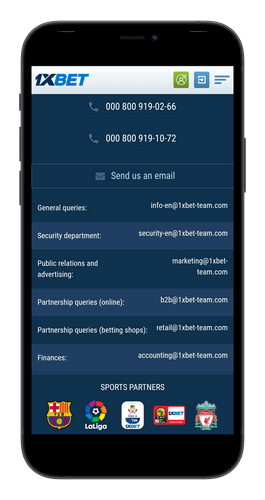 1XBET
000 800 919-02-66
000 800 919-10-72
Send us an email
General queries: info-en@1xbet-team.com
Security department: security-en@1xbet-team.com
Public relations and advertising: marketing@1xbet-team.com
Partnership queries (online): b2b@1xbet-team.com
Partnership queries (betting shops): retail@1xbet-team.com
Finances: accounting@1xbet-team.com
SPORTS PARTNERS
LaLiga
1XBET